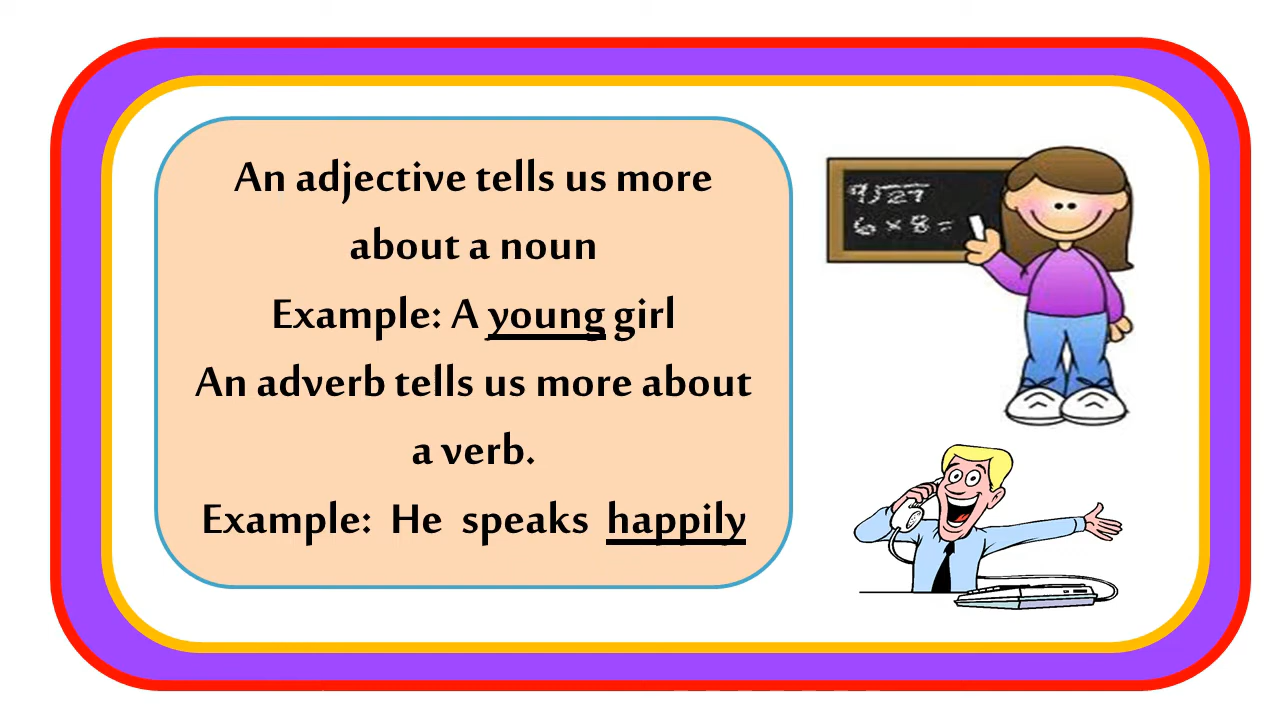 An adjective tells us more
about a noun
Example: A young girl
An adverb tells us more about
a verb.
Example: He speaks happily
6 x 8 =